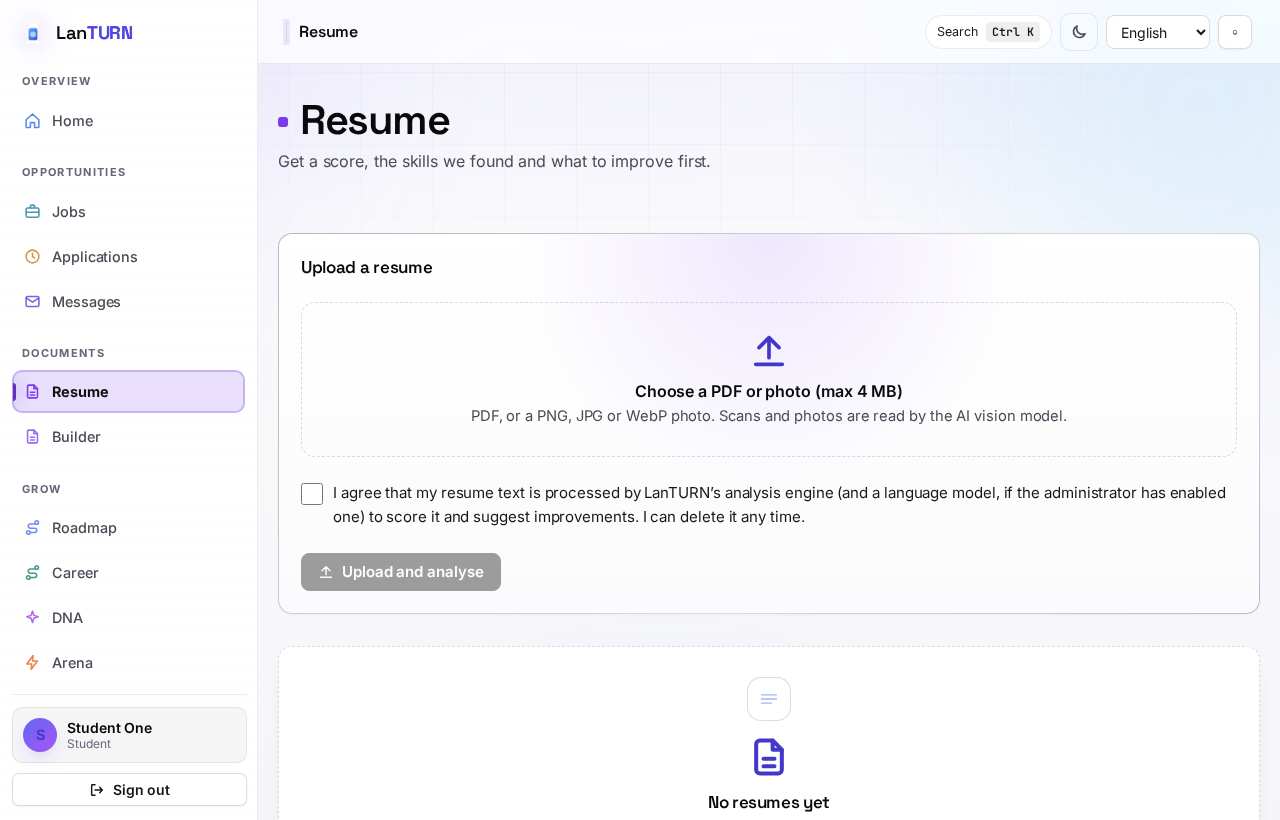 LanTURN
OVERVIEW
Home
OPPORTUNITIES
Jobs
Applications
Messages
DOCUMENTS
Resume
Builder
GROW
Roadmap
Career
DNA
Arena
S
Student One
Student
Sign out
Resume
Search Ctrl K
English
Resume
Get a score, the skills we found and what to improve first.
Upload a resume
Choose a PDF or photo (max 4 MB)
PDF, or a PNG, JPG or WebP photo. Scans and photos are read by the AI vision model.
I agree that my resume text is processed by LanTURN’s analysis engine (and a language model, if the administrator has enabled
one) to score it and suggest improvements. I can delete it any time.
Upload and analyse
No resumes yet